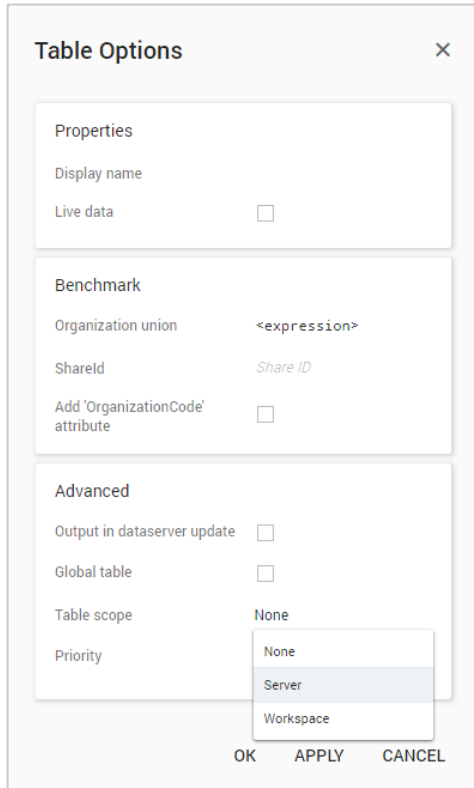 Table Options
Properties
Display name
Live data
Benchmark
Organization union <expression>
ShareId Share ID
Add 'OrganizationCode'
attribute
Advanced
Output in dataserver update
Global table
Table scope None
Priority None
Server
Workspace
OK APPLY CANCEL